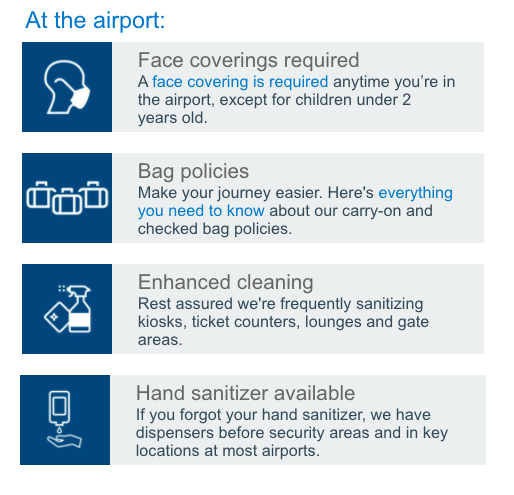 At the airport:
Face coverings required
A face covering is required anytime you're in
the airport, except for children under 2
years old.
Bag policies
Make your journey easier. Here's everything
you need to know about our carry-on and
checked bag policies.
Enhanced cleaning
Rest assured we're frequently sanitizing
kiosks, ticket counters, lounges and gate
areas.
Hand sanitizer available
If you forgot your hand sanitizer, we have
dispensers before security areas and in key
locations at most airports.